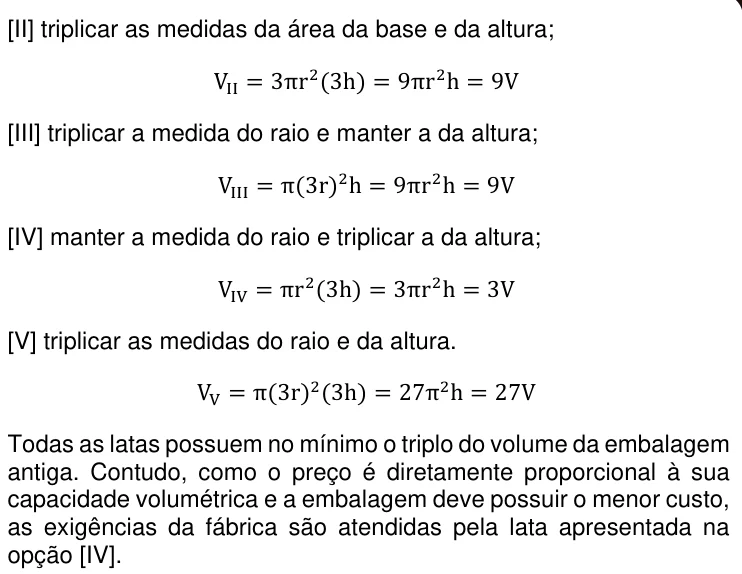 [II] triplicar as medidas da área da base e da altura;
V_II = 3πr²(3h) = 9πr²h = 9V
[III] triplicar a medida do raio e manter a da altura;
V_III = π(3r)²h = 9πr²h = 9V
[IV] manter a medida do raio e triplicar a da altura;
V_IV = πr²(3h) = 3πr²h = 3V
[V] triplicar as medidas do raio e da altura.
V_V = π(3r)²(3h) = 27π²h = 27V
Todas as latas possuem no mínimo o triplo do volume da embalagem
antiga. Contudo, como o preço é diretamente proporcional à sua
capacidade volumétrica e a embalagem deve possuir o menor custo,
as exigências da fábrica são atendidas pela lata apresentada na
opção [IV].